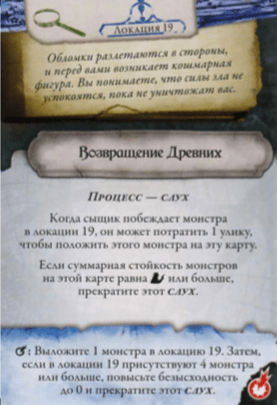 Локация 19
Обломки разлетаются в стороны,
и перед вами возникает кошмарная
фигура. Вы понимаете, что силы зла не
успокоятся, пока не уничтожат вас.
Возвращение Древних
Процесс — слух
Когда сыщик побеждает монстра
в локации 19, он может потратить 1 улику,
чтобы положить этого монстра на эту карту.
Если суммарная стойкость монстров
на этой карте равна или больше,
прекратите этот слух.
: Выложите 1 монстра в локацию 19. Затем,
если в локации 19 присутствуют 4 монстра
или больше, повысьте безысходность
до 0 и прекратите этот слух.